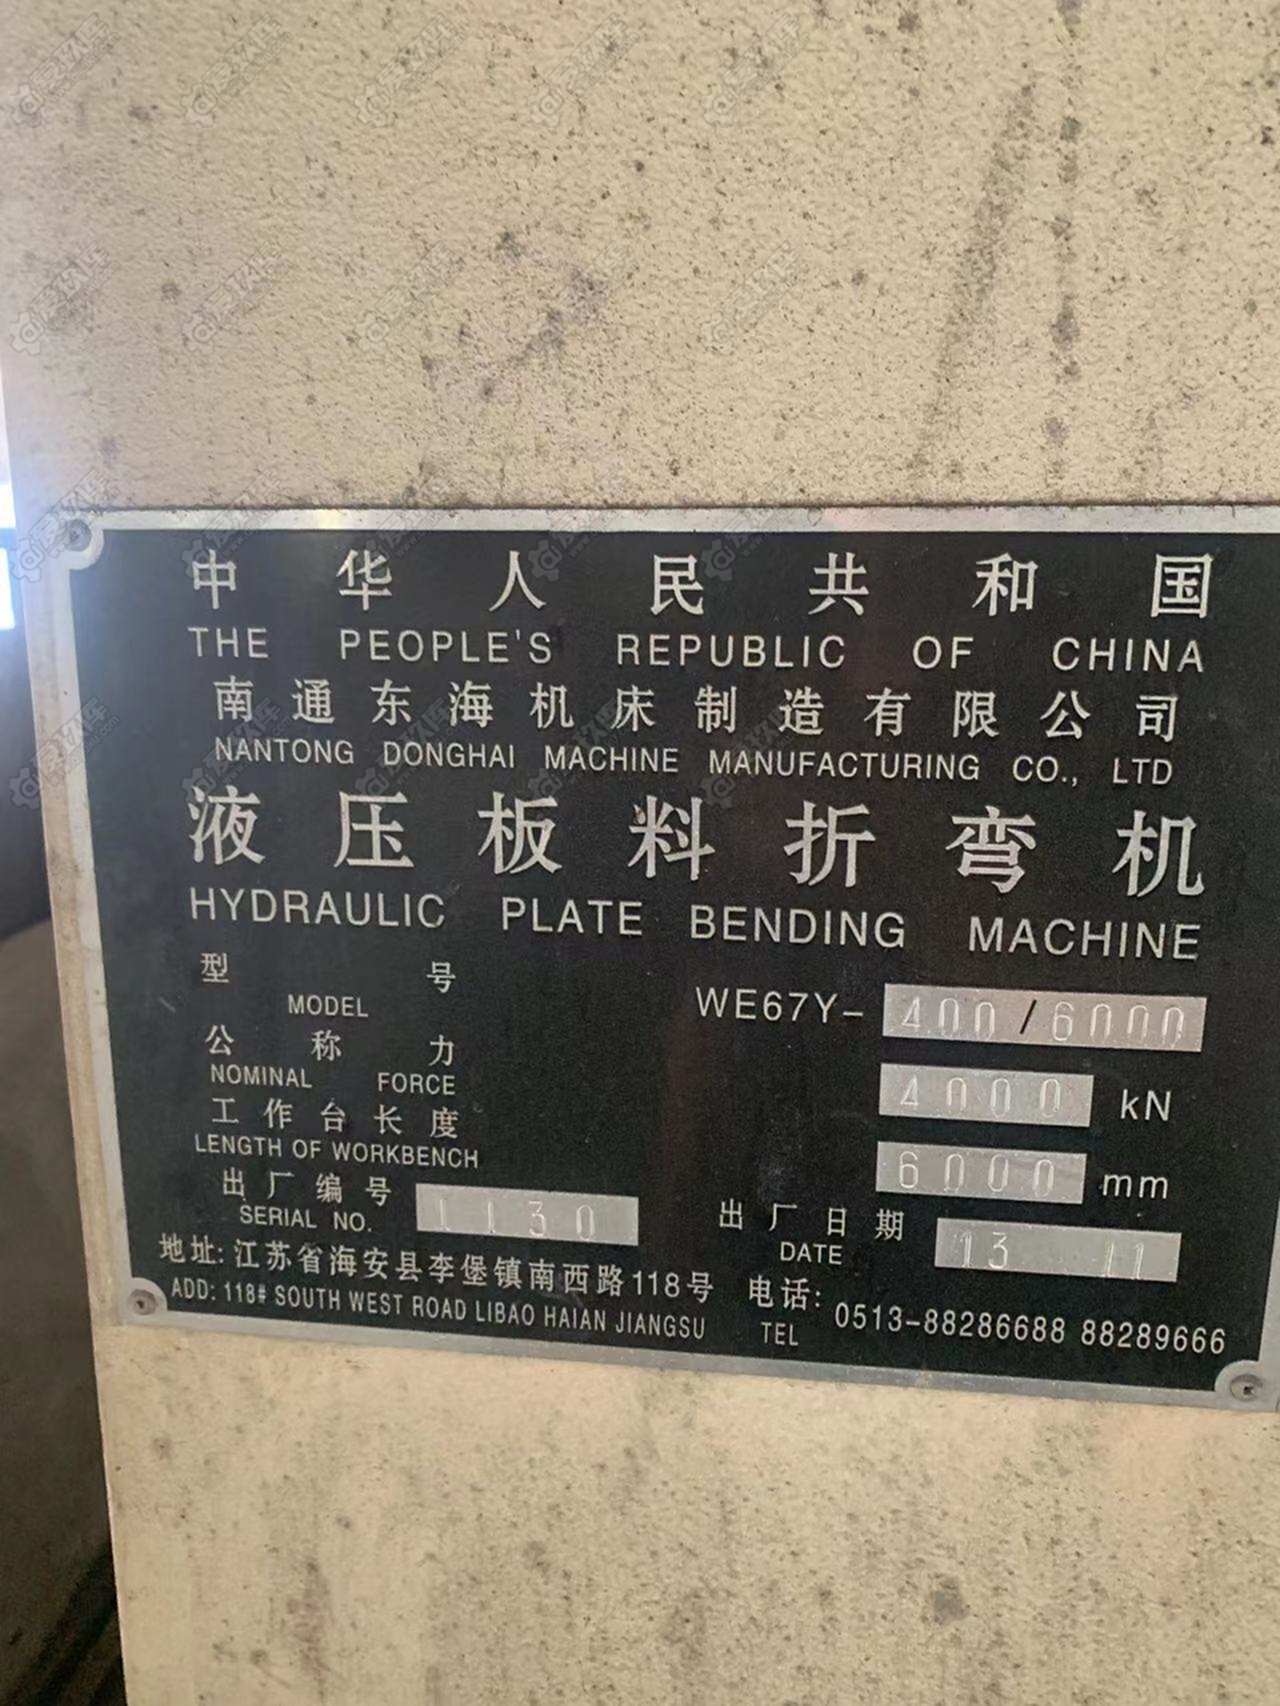 中华人民共和国
THE PEOPLE'S REPUBLIC OF CHINA
南通东海机床制造有限公司
NANTONG DONGHAI MACHINE MANUFACTURING CO., LTD
液压板料折弯机
HYDRAULIC PLATE BENDING MACHINE
型号 WE67Y-400/6000
MODEL
公称力 4000 kN
NOMINAL FORCE
工作台长度 6000 mm
LENGTH OF WORKBENCH
出厂编号 1130 出厂日期 13 11
SERIAL NO. DATE
地址:江苏省海安县李堡镇南西路118号 电话: 0513-88286688 88289666
ADD: 118# SOUTH WEST ROAD LIBAO HAIAN JIANGSU TEL